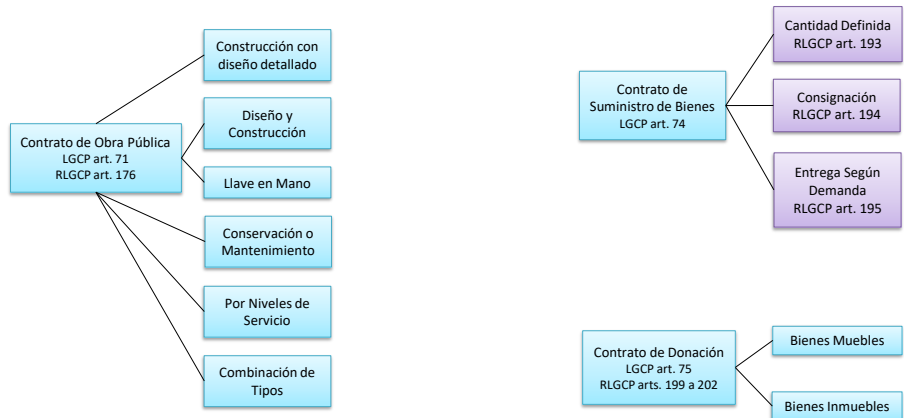 Contrato de Obra Pública
LGCP art. 71
RLGCP art. 176
Construcción con
diseño detallado
Diseño y
Construcción
Llave en Mano
Conservación o
Mantenimiento
Por Niveles de
Servicio
Combinación de
Tipos
Contrato de
Suministro de Bienes
LGCP art. 74
Cantidad Definida
RLGCP art. 193
Consignación
RLGCP art. 194
Entrega Según
Demanda
RLGCP art. 195
Contrato de Donación
LGCP art. 75
RLGCP arts. 199 a 202
Bienes Muebles
Bienes Inmuebles